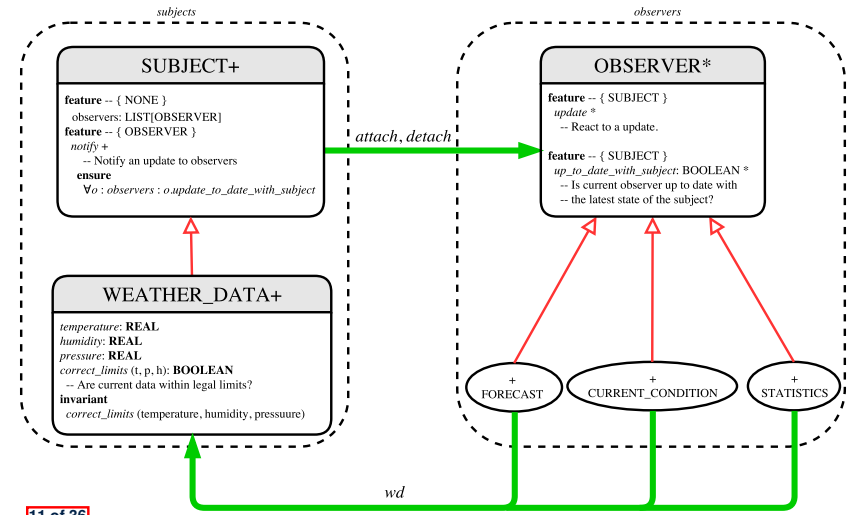 subjects
observers
SUBJECT+
feature -- { NONE }
observers: LIST[OBSERVER]
feature -- { OBSERVER }
notify +
-- Notify an update to observers
ensure
∀o : observers : o.update_to_date_with_subject
attach, detach
OBSERVER*
feature -- { SUBJECT }
update *
-- React to a update.
feature -- { SUBJECT }
up_to_date_with_subject: BOOLEAN *
-- Is current observer up to date with
-- the latest state of the subject?
WEATHER_DATA+
temperature: REAL
humidity: REAL
pressure: REAL
correct_limits (t, p, h): BOOLEAN
-- Are current data within legal limits?
invariant
correct_limits (temperature, humidity, pressuure)
+
FORECAST
+
CURRENT_CONDITION
+
STATISTICS
wd
11 of 36